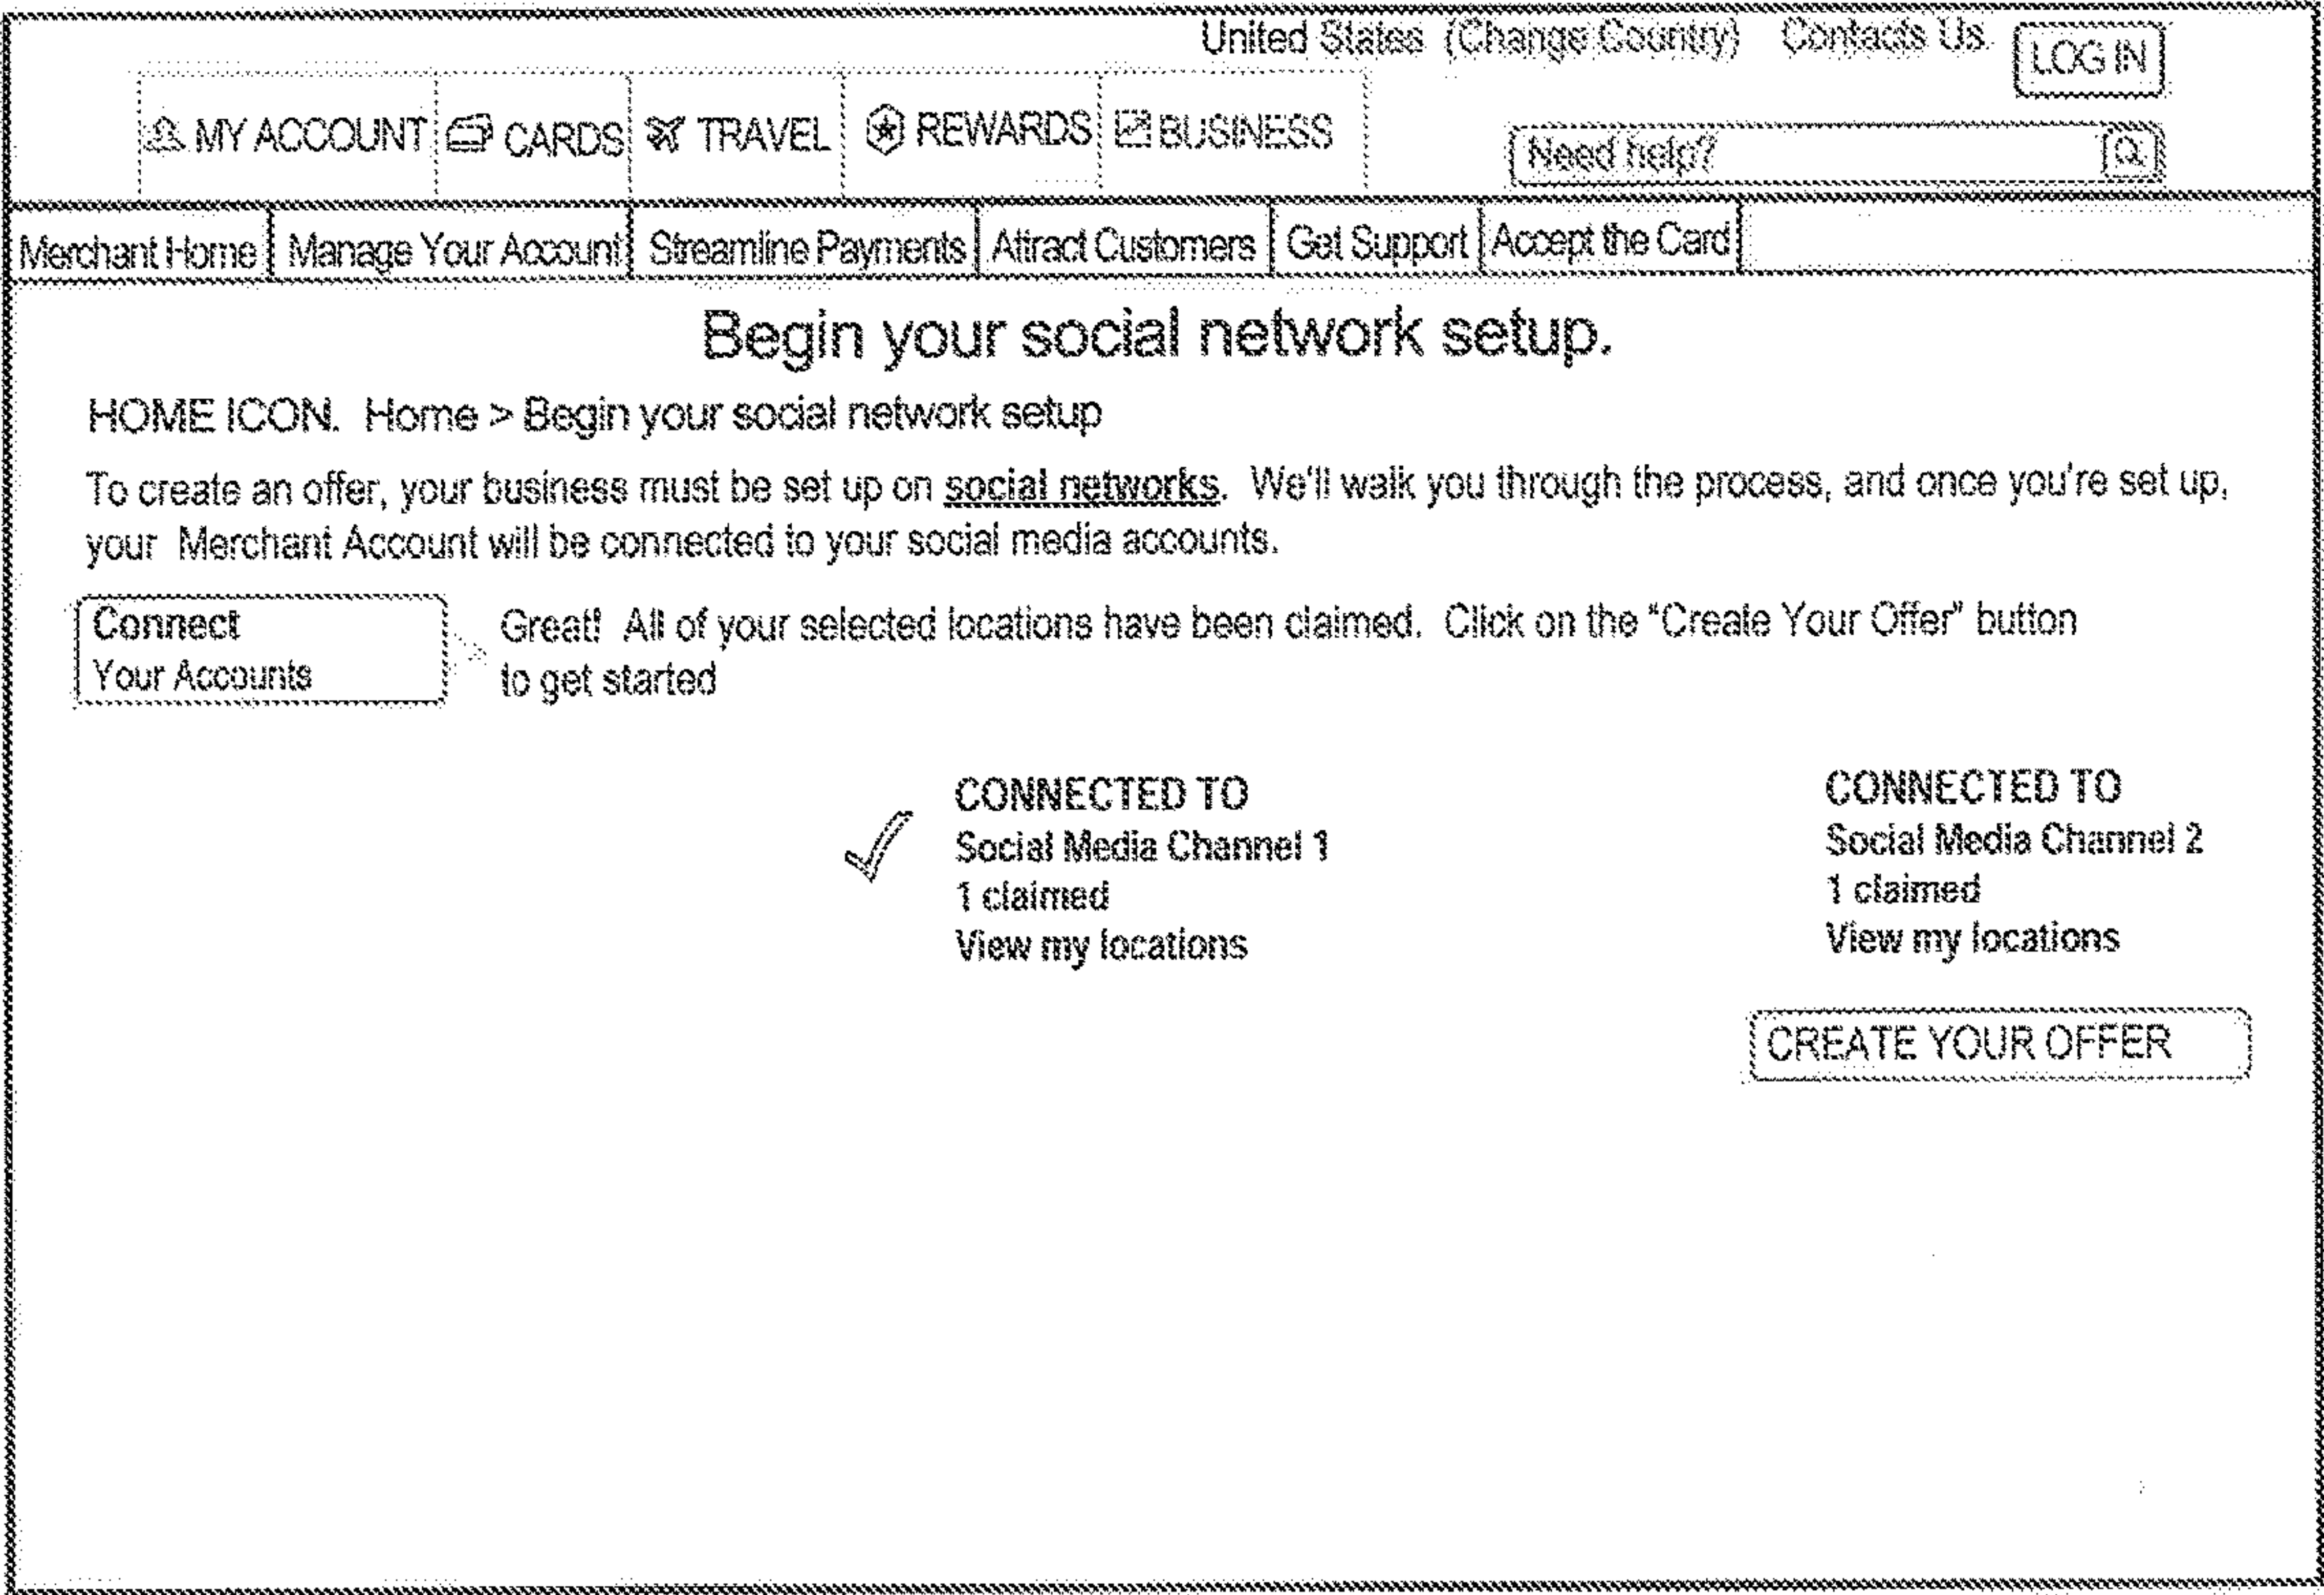 United States (Change Country) Contacts Us LOG IN
MY ACCOUNT CARDS TRAVEL REWARDS BUSINESS
Need help?
Merchant Home Manage Your Account Streamline Payments Attract Customers Get Support Accept the Card
Begin your social network setup.
HOME ICON. Home > Begin your social network setup
To create an offer, your business must be set up on social networks. We'll walk you through the process, and once you're set up,
your Merchant Account will be connected to your social media accounts.
Connect
Your Accounts
Great! All of your selected locations have been claimed. Click on the "Create Your Offer" button
to get started
CONNECTED TO
Social Media Channel 1
1 claimed
View my locations
CONNECTED TO
Social Media Channel 2
1 claimed
View my locations
CREATE YOUR OFFER